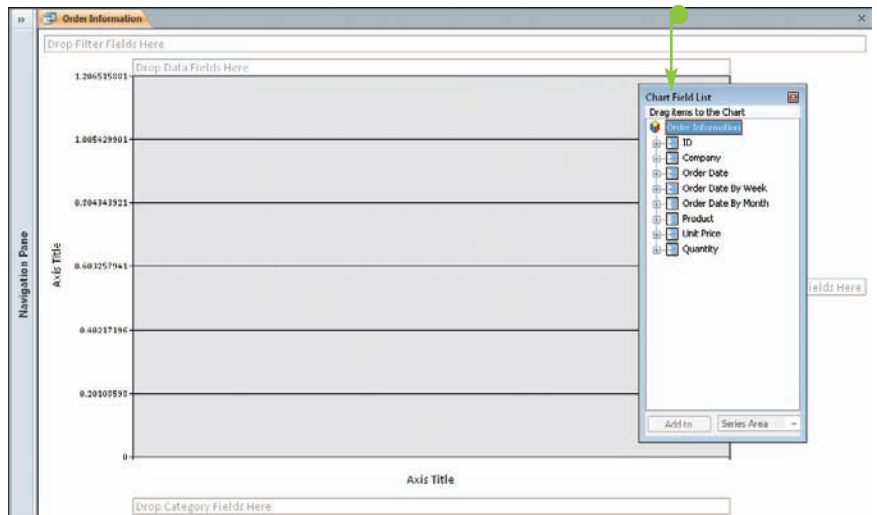 »
Order Information
×
Drop Filter Fields Here
Drop Data Fields Here
1.206515881
1.005429901
0.804343921
0.603257941
0.40217196
0.20108598
0
Axis Title
Navigation Pane
Chart Field List
Drag items to the Chart
Order Information
ID
Company
Order Date
Order Date By Week
Order Date By Month
Product
Unit Price
Quantity
Add to
Series Area
Fields Here
Axis Title
Drop Category Fields Here